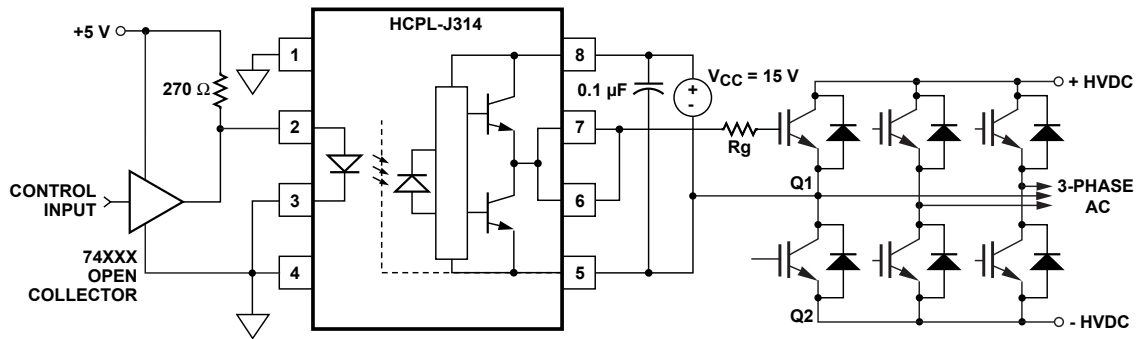 HCPL-J314
+5 V
270 Ω
1
2
3
4
8
7
6
5
CONTROL
INPUT
74XXX
OPEN
COLLECTOR
0.1 µF
+
-
VCC = 15 V
Rg
Q1
Q2
+ HVDC
3-PHASE
AC
- HVDC